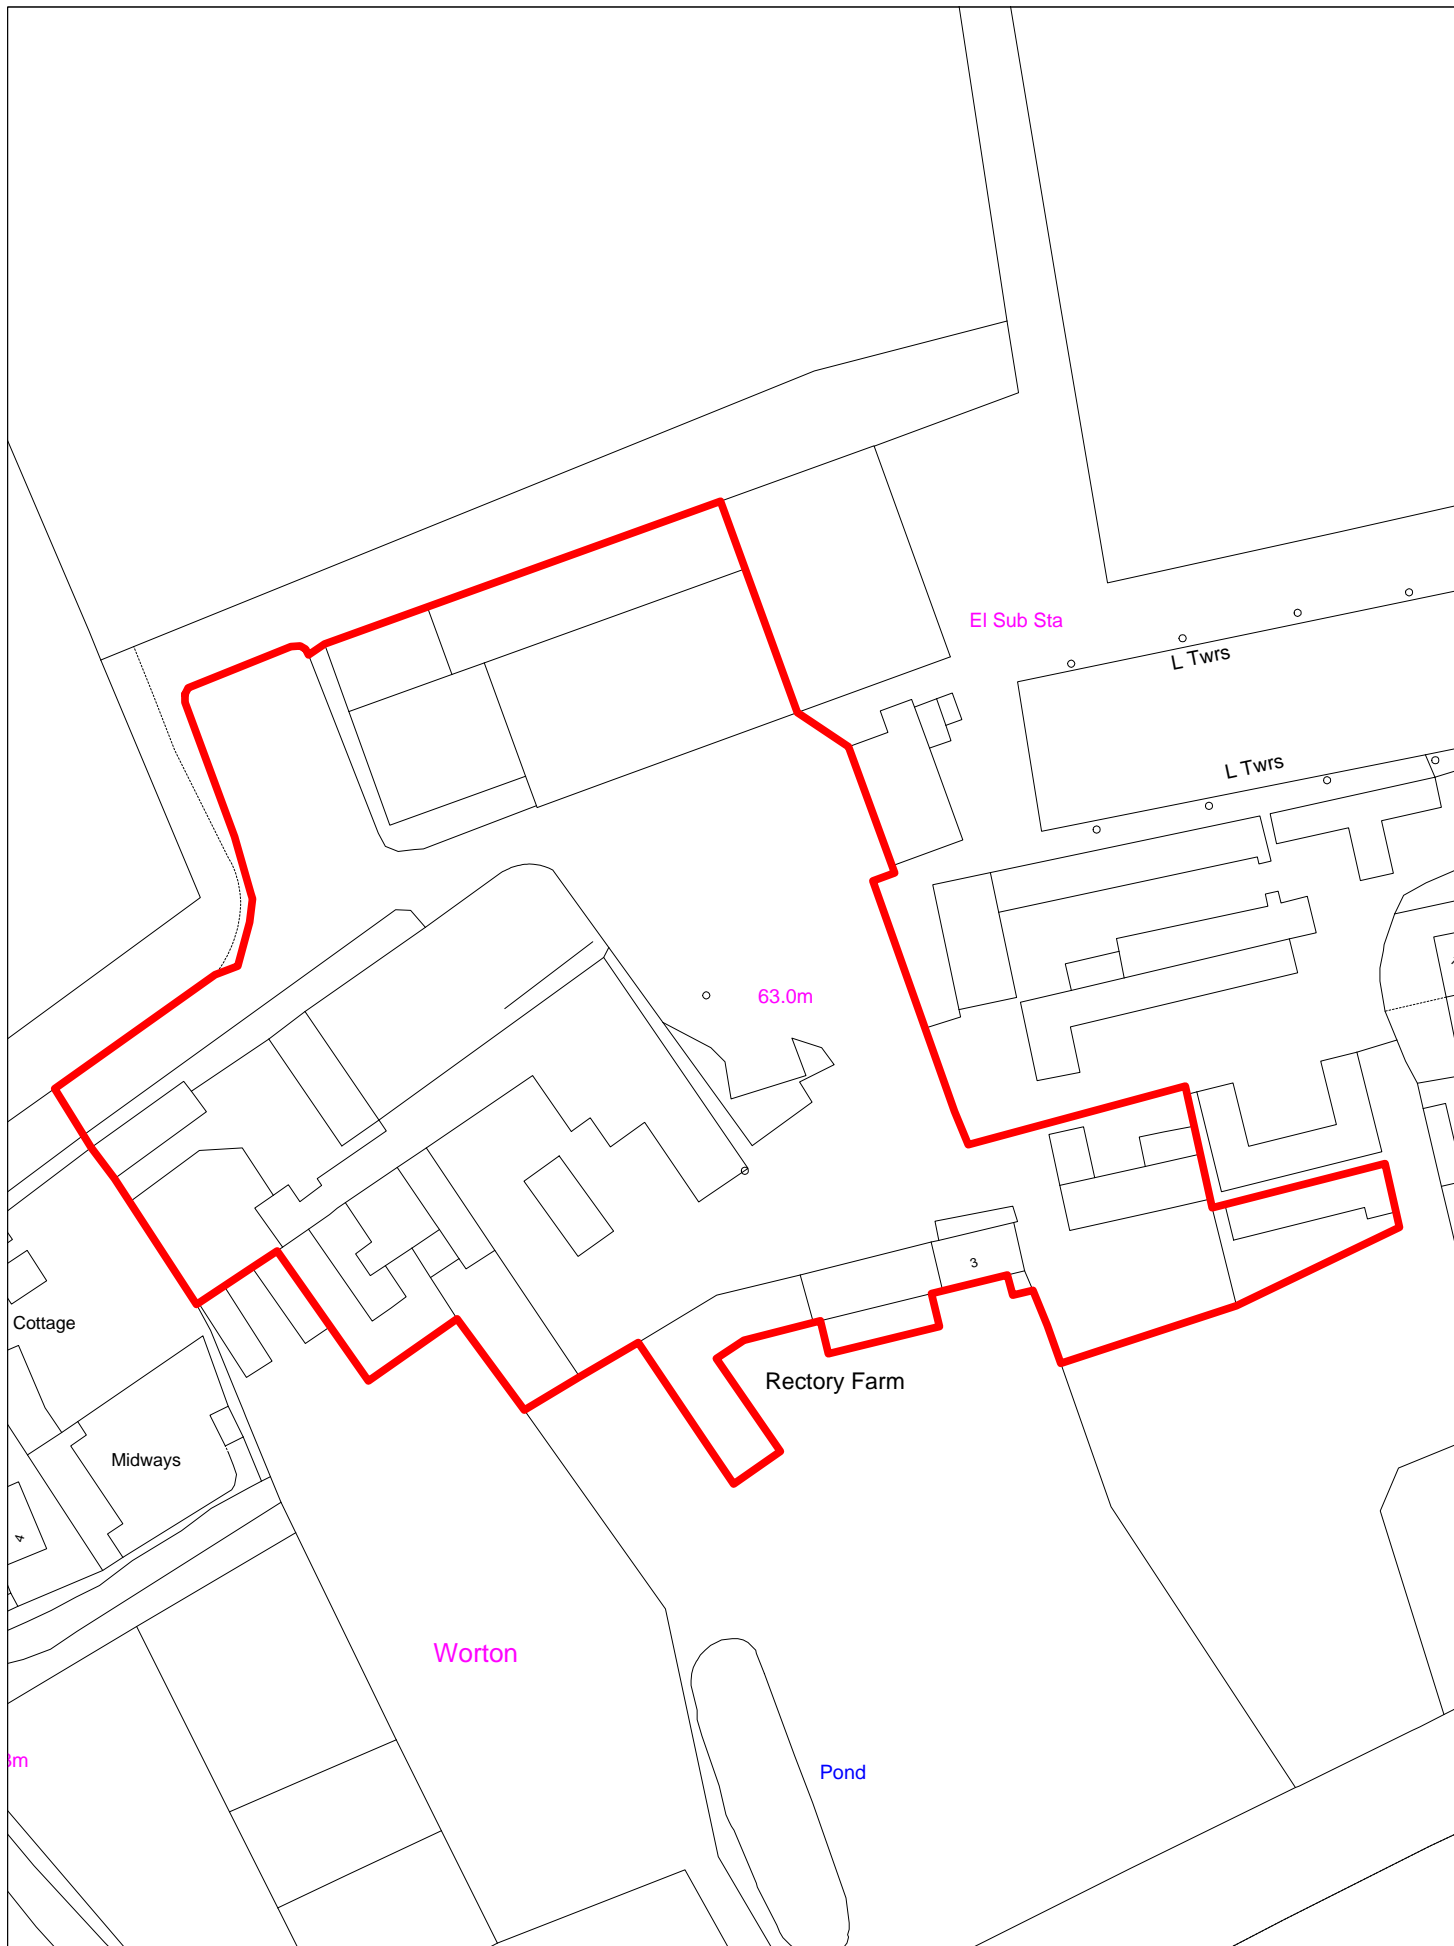 El Sub Sta
L Twrs
L Twrs
63.0m
3
Cottage
Rectory Farm
Midways
4
Worton
Pond